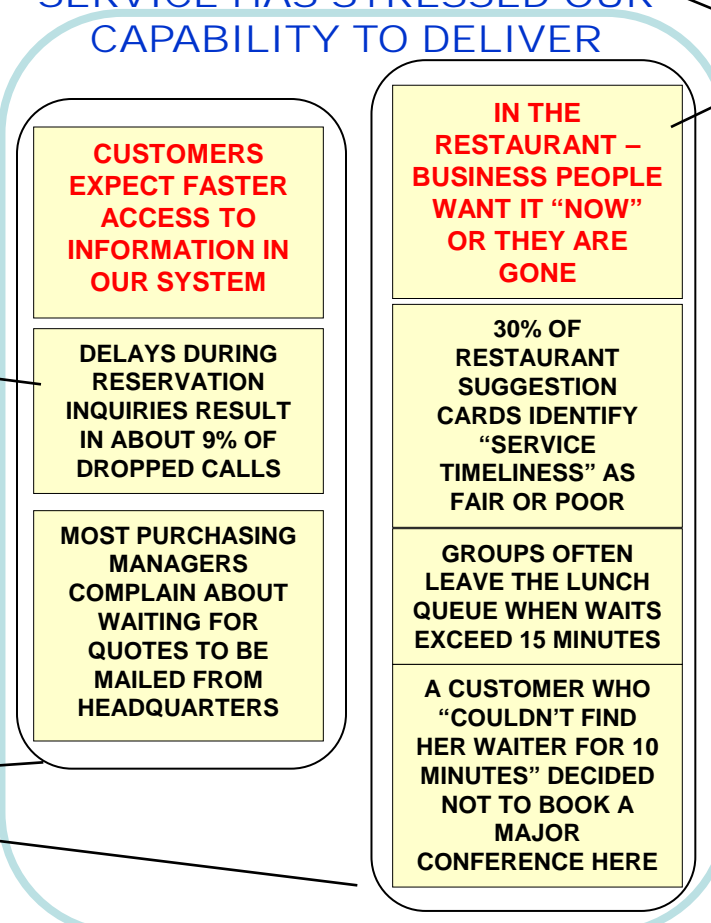 SERVICE HAS STRESSED OUR
CAPABILITY TO DELIVER
CUSTOMERS
EXPECT FASTER
ACCESS TO
INFORMATION IN
OUR SYSTEM
DELAYS DURING
RESERVATION
INQUIRIES RESULT
IN ABOUT 9% OF
DROPPED CALLS
MOST PURCHASING
MANAGERS
COMPLAIN ABOUT
WAITING FOR
QUOTES TO BE
MAILED FROM
HEADQUARTERS
IN THE
RESTAURANT –
BUSINESS PEOPLE
WANT IT “NOW”
OR THEY ARE
GONE
30% OF
RESTAURANT
SUGGESTION
CARDS IDENTIFY
“SERVICE
TIMELINESS” AS
FAIR OR POOR
GROUPS OFTEN
LEAVE THE LUNCH
QUEUE WHEN WAITS
EXCEED 15 MINUTES
A CUSTOMER WHO
“COULDN’T FIND
HER WAITER FOR 10
MINUTES” DECIDED
NOT TO BOOK A
MAJOR
CONFERENCE HERE